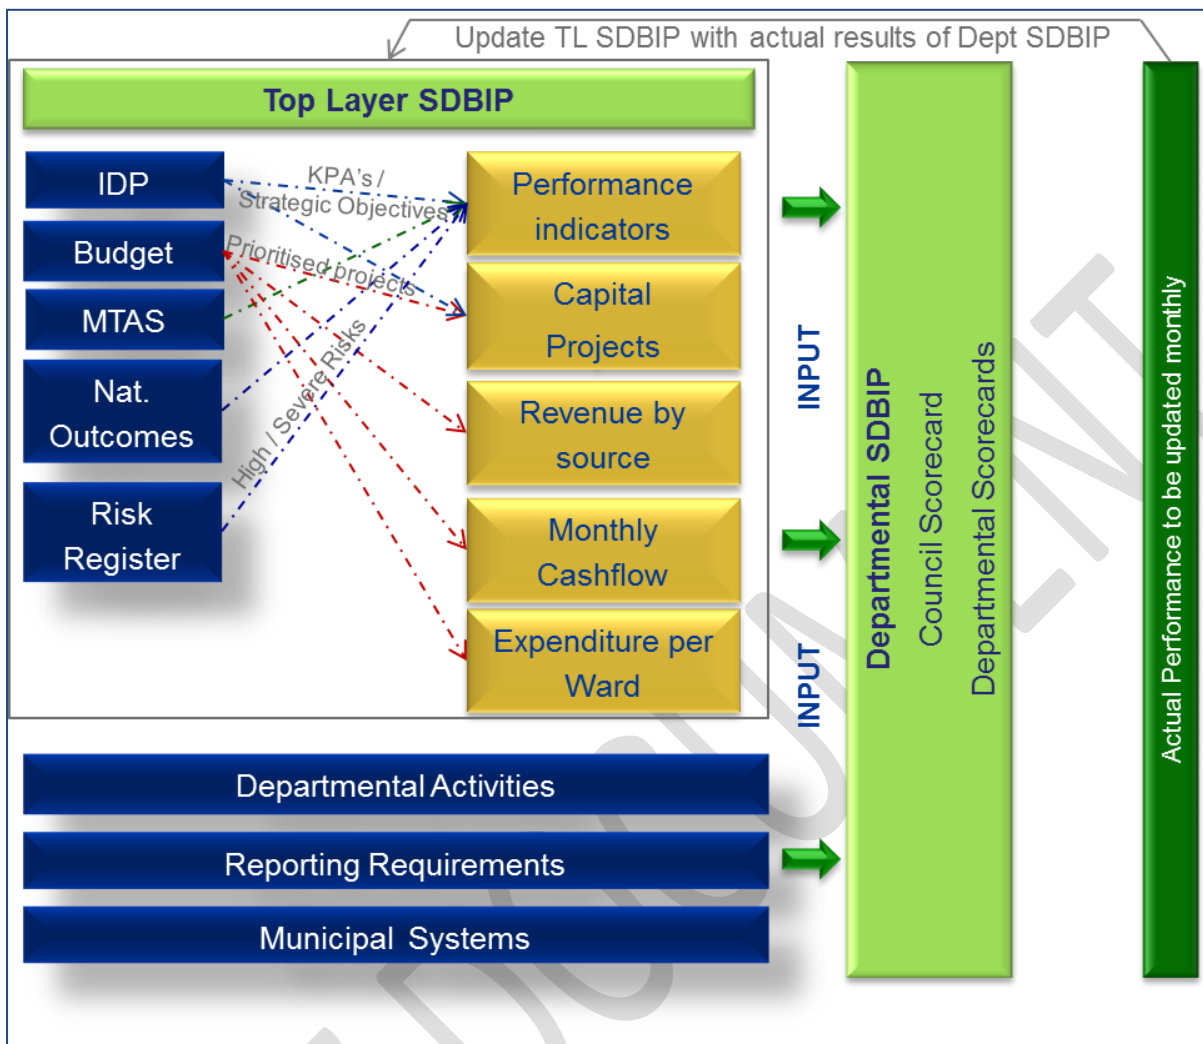 Update TL SDBIP with actual results of Dept SDBIP
Top Layer SDBIP
IDP
Budget
MTAS
Nat.
Outcomes
Risk
Register
KPA's /
Strategic Objectives
Prioritised projects
High / Severe Risks
Performance
indicators
Capital
Projects
Revenue by
source
Monthly
Cashflow
Expenditure per
Ward
INPUT
INPUT
Departmental SDBIP
Council Scorecard
Departmental Scorecards
Actual Performance to be updated monthly
Departmental Activities
Reporting Requirements
Municipal Systems
DOCUMENT